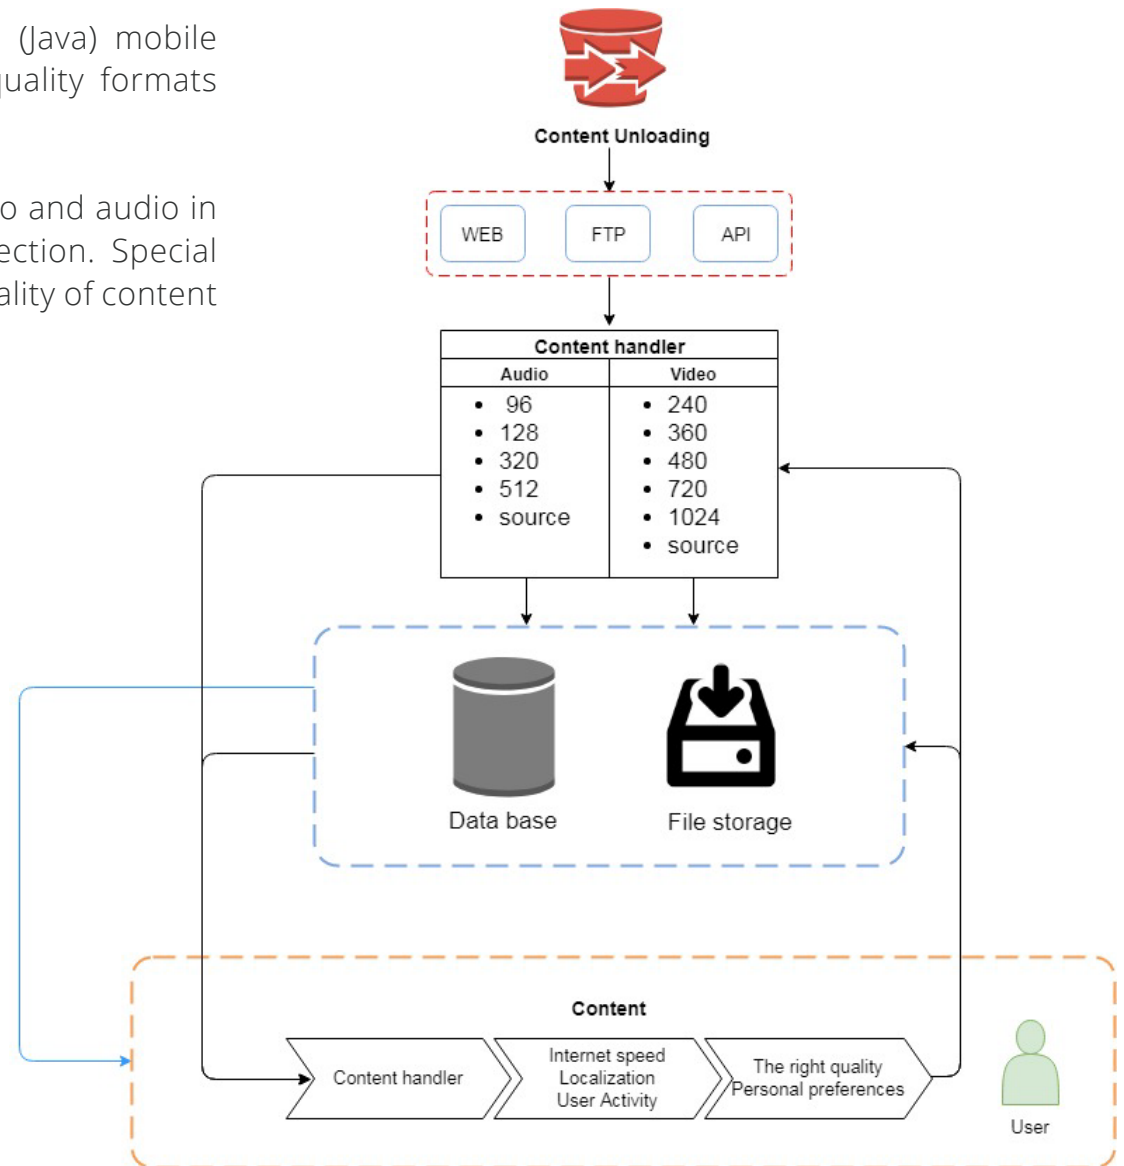 (Java) mobile
quality formats
and audio in
Special
of content
Content Unloading
WEB
FTP
API
Content handler
Audio
Video
• 96
• 128
• 320
• 512
• source
• 240
• 360
• 480
• 720
• 1024
• source
Data base
File storage
Content
Content handler
Internet speed
Localization
User Activity
The right quality
Personal preferences
User